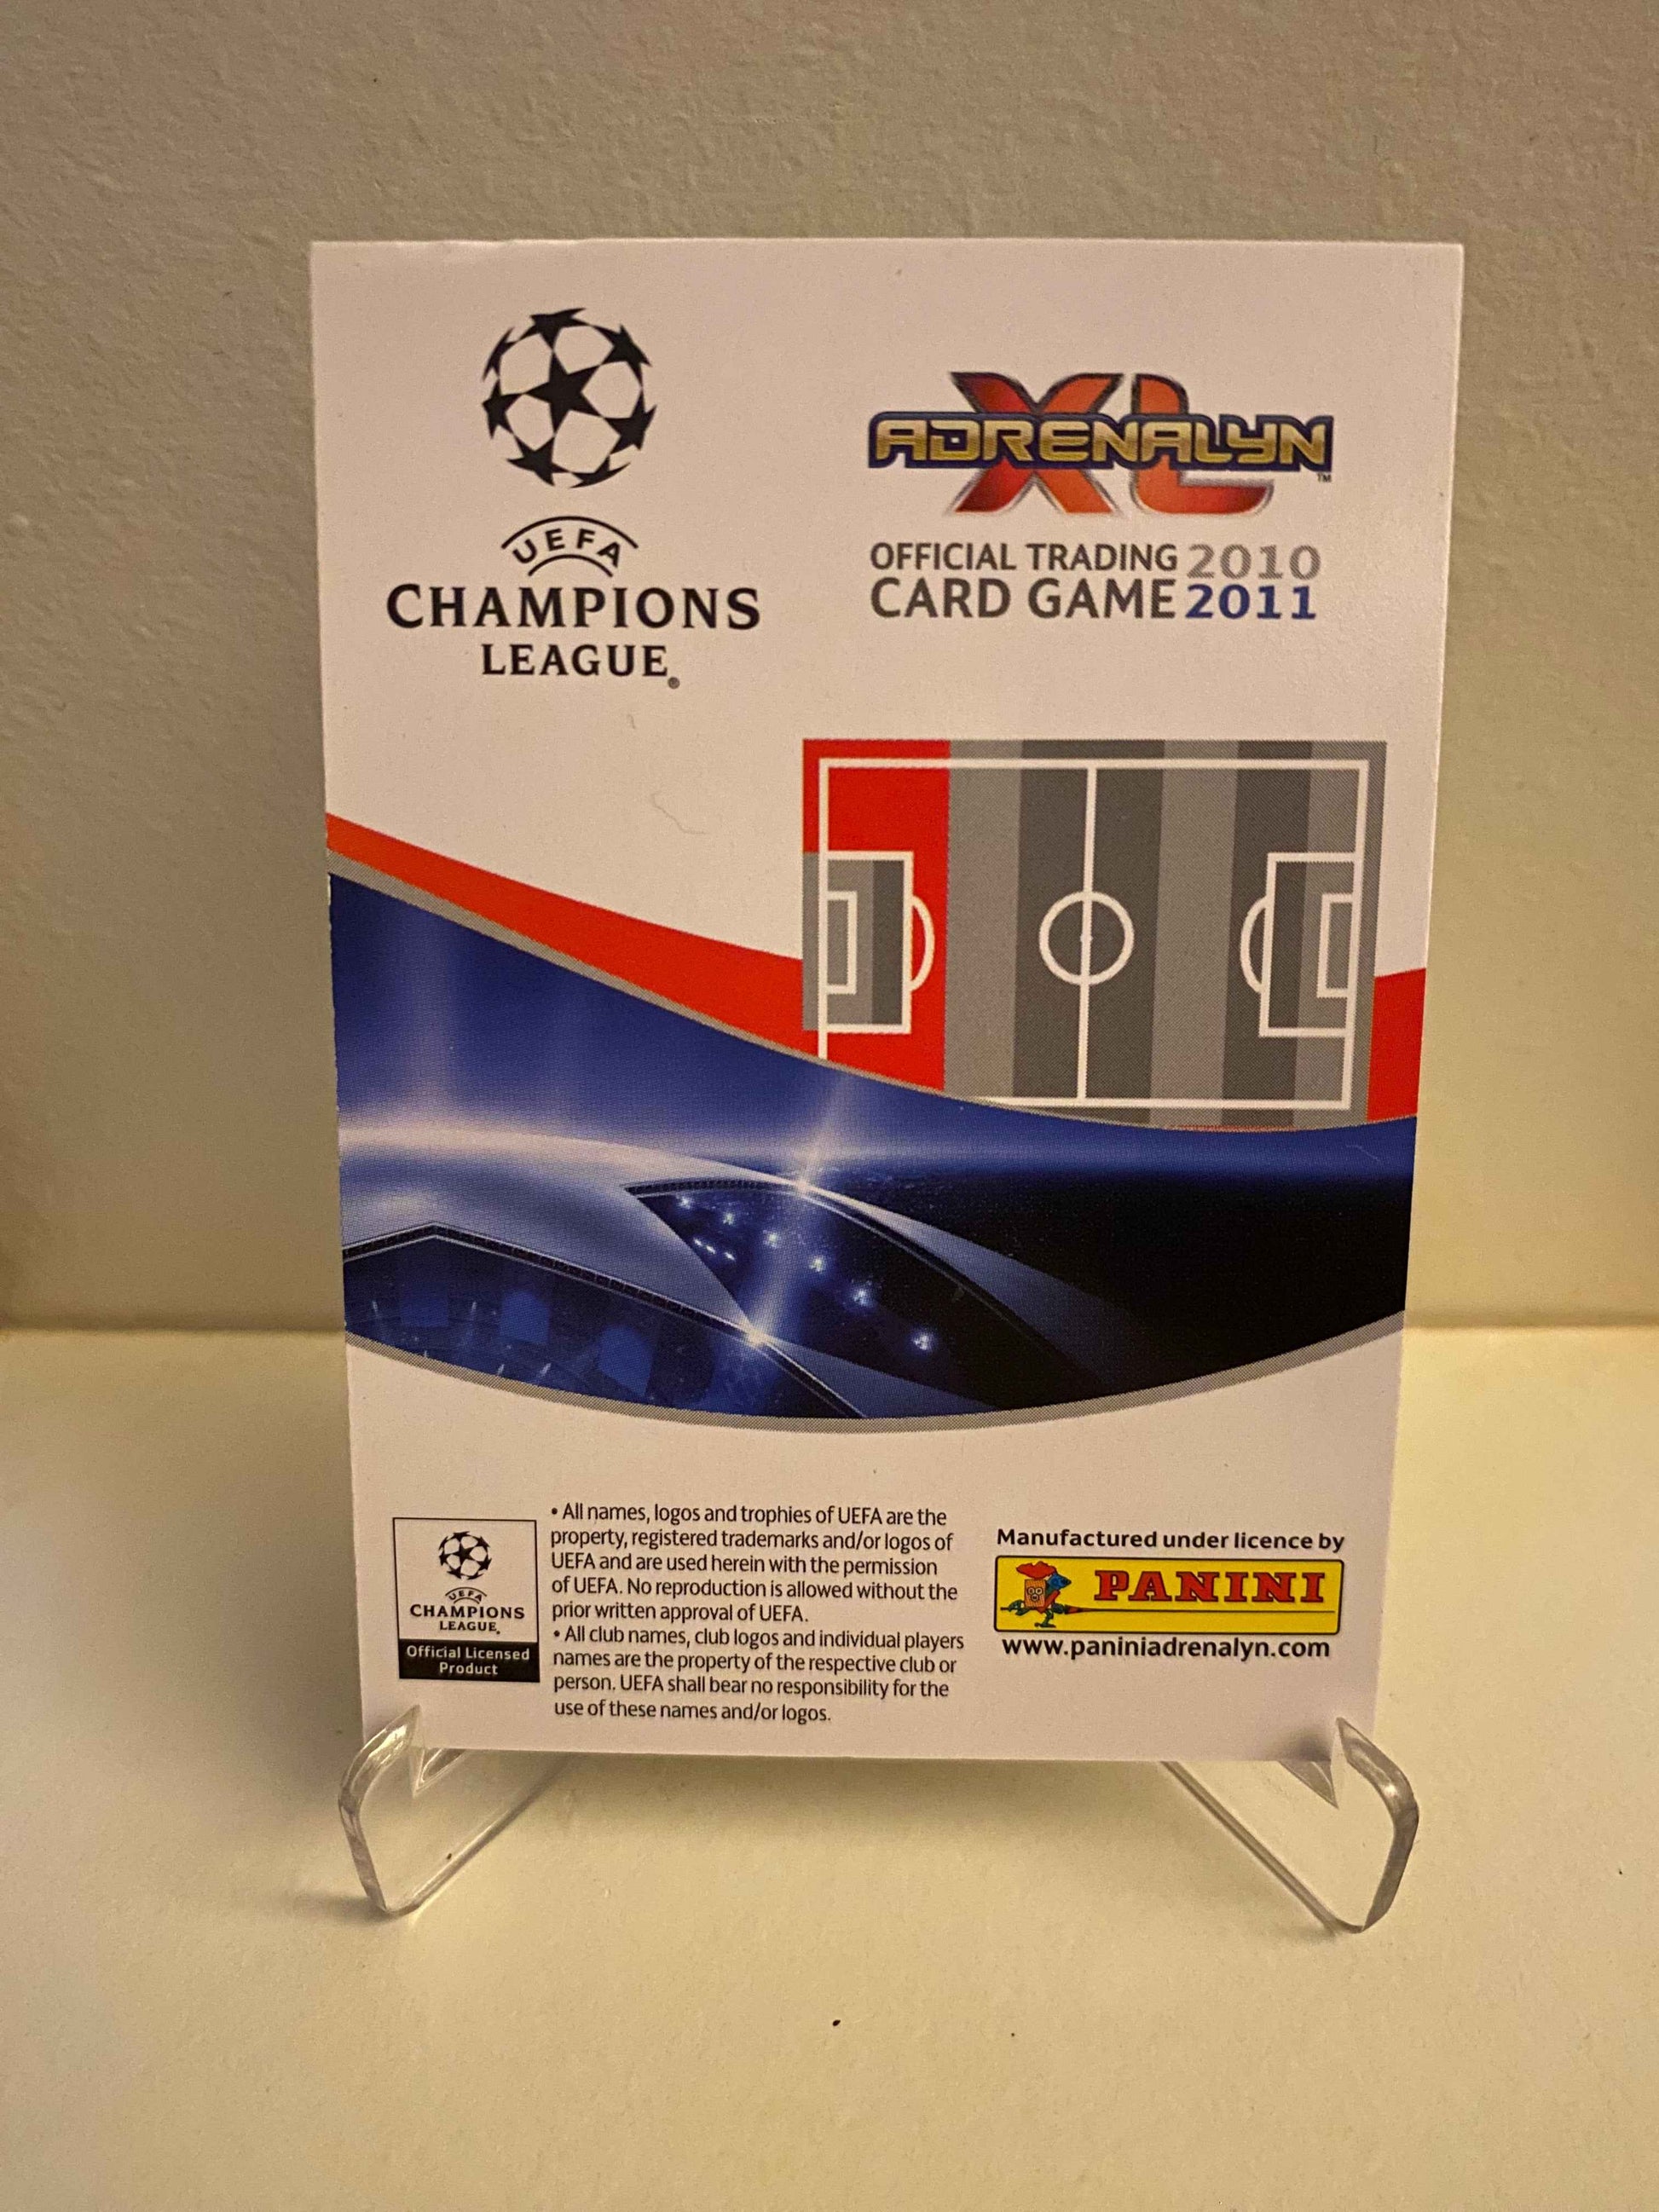 UEFA
CHAMPIONS
LEAGUE®
ADRENALYN
XL
™
OFFICIAL TRADING 2010
CARD GAME 2011
UEFA
CHAMPIONS
LEAGUE
Official Licensed
Product
• All names, logos and trophies of UEFA are the
property, registered trademarks and/or logos of
UEFA and are used herein with the permission
of UEFA. No reproduction is allowed without the
prior written approval of UEFA.
• All club names, club logos and individual players
names are the property of the respective club or
person. UEFA shall bear no responsibility for the
use of these names and/or logos.
Manufactured under licence by
PANINI
www.paniniadrenalyn.com